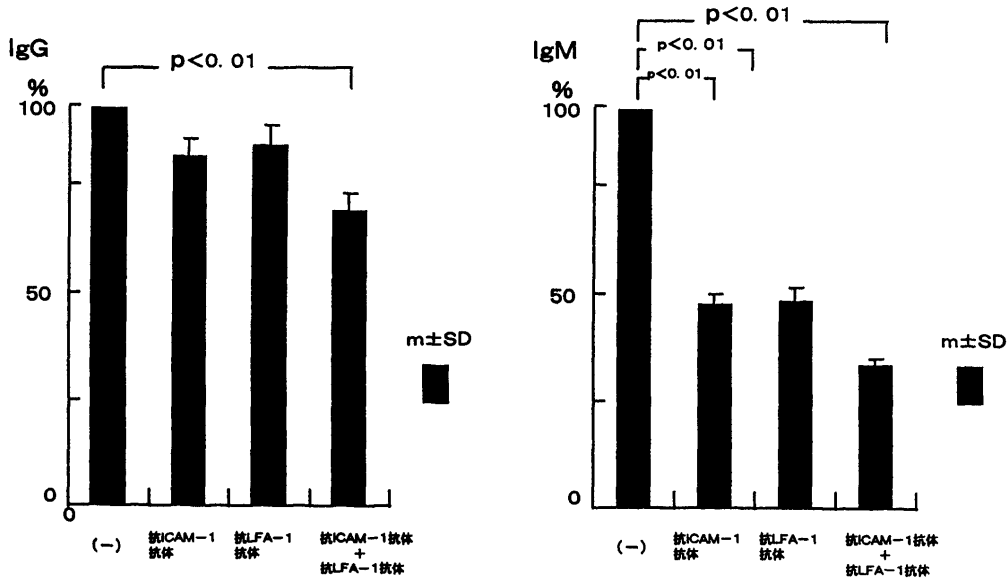 IgG
%
p<0.01
100
50
0
0
(−)
抗ICAM−1
抗体
抗LFA−1
抗体
抗ICAM−1抗体
+
抗LFA−1抗体
m±SD
IgM
%
p<0.01
p<0.01
p<0.01
100
50
0
(−)
抗ICAM−1
抗体
抗LFA−1
抗体
抗ICAM−1抗体
+
抗LFA−1抗体
m±SD